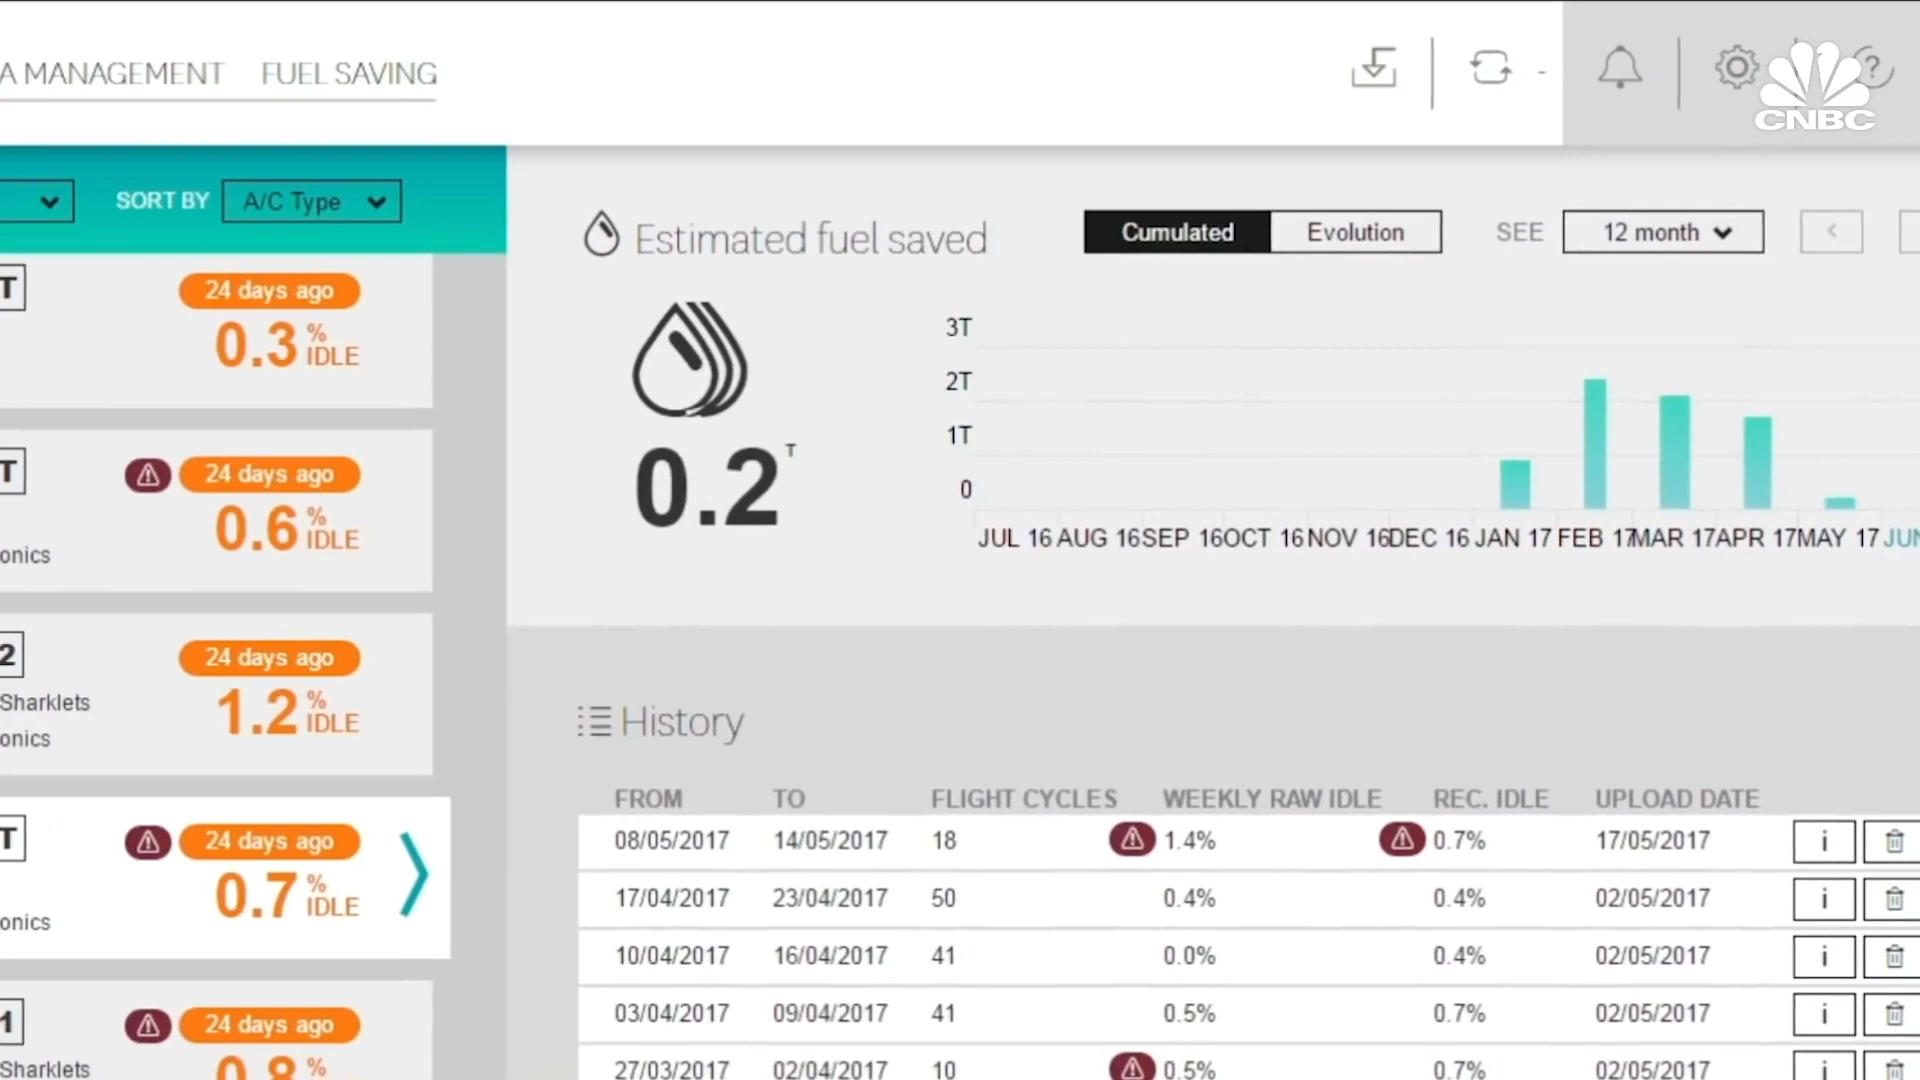 A MANAGEMENT FUEL SAVING
CNBC
SORT BY A/C Type
T
24 days ago
0.3 % IDLE
T
24 days ago
0.6 % IDLE
onics
2
24 days ago
Sharklets
1.2 % IDLE
onics
T
24 days ago
0.7 % IDLE
onics
1
24 days ago
Sharklets
0.8 %
Estimated fuel saved
Cumulated Evolution SEE 12 month
0.2 T
3T
2T
1T
0
JUL 16 AUG 16 SEP 16 OCT 16 NOV 16 DEC 16 JAN 17 FEB 17 MAR 17 APR 17 MAY 17 JUN
History
FROM TO FLIGHT CYCLES WEEKLY RAW IDLE REC. IDLE UPLOAD DATE
08/05/2017 14/05/2017 18 1.4% 0.7% 17/05/2017 i
17/04/2017 23/04/2017 50 0.4% 0.4% 02/05/2017 i
10/04/2017 16/04/2017 41 0.0% 0.4% 02/05/2017 i
03/04/2017 09/04/2017 41 0.5% 0.7% 02/05/2017 i
27/03/2017 02/04/2017 10 0.5% 0.7% 02/05/2017 i